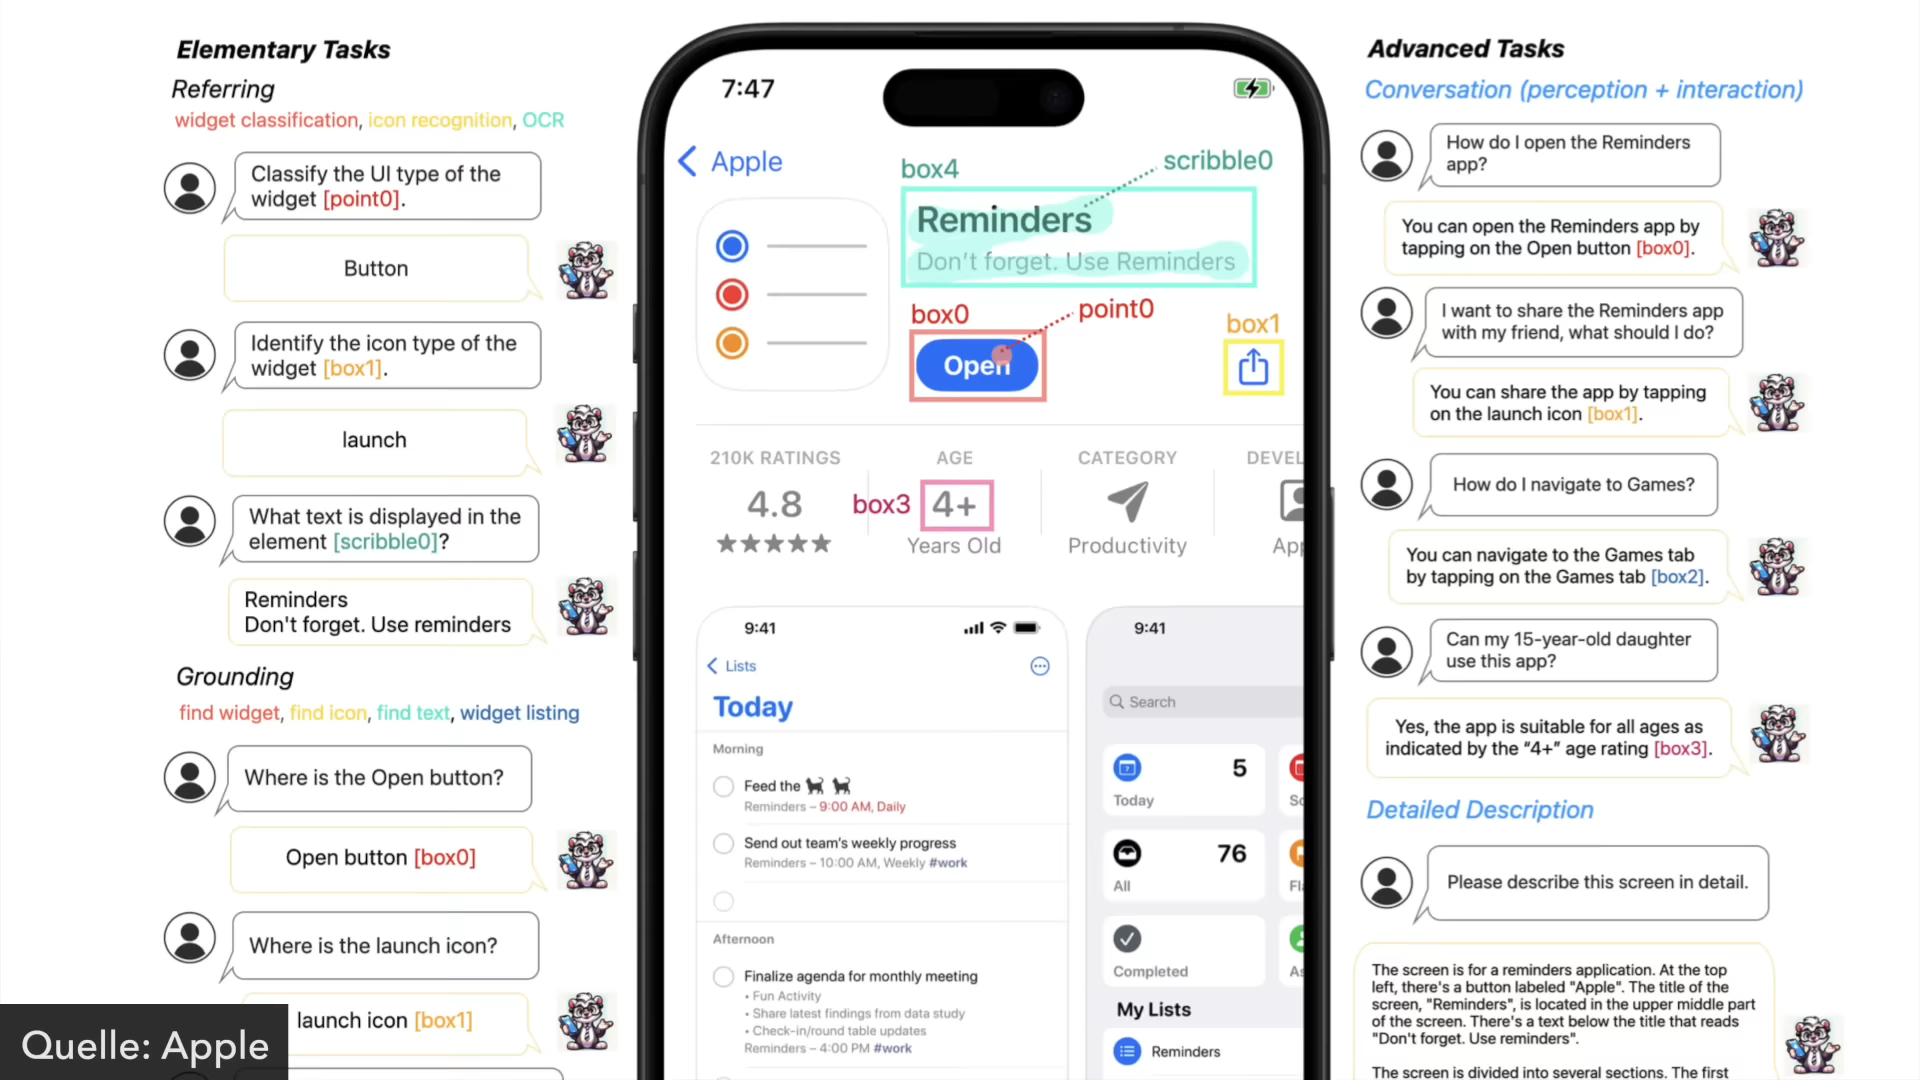 Elementary Tasks
Referring
widget classification, icon recognition, OCR
Classify the UI type of the
widget [point0].
Button
Identify the icon type of the
widget [box1].
launch
What text is displayed in the
element [scribble0]?
Reminders
Don't forget. Use reminders
Grounding
find widget, find icon, find text, widget listing
Where is the Open button?
Open button [box0]
Where is the launch icon?
launch icon [box1]
Quelle: Apple
7:47
Apple
box4
scribble0
Reminders
Don't forget. Use Reminders
box0
point0
box1
Open
210K RATINGS
4.8
★★★★★
AGE
box3
4+
Years Old
CATEGORY
Productivity
DEVEL
App
9:41
Lists
Today
Morning
Feed the
Reminders – 9:00 AM, Daily
Send out team's weekly progress
Reminders – 10:00 AM, Weekly #work
Afternoon
Finalize agenda for monthly meeting
• Fun Activity
• Share latest findings from data study
• Check-in/round table updates
Reminders – 4:00 PM #work
9:41
Search
5
Today
Sc
76
All
Fla
Completed
As
My Lists
Reminders
Advanced Tasks
Conversation (perception + interaction)
How do I open the Reminders
app?
You can open the Reminders app by
tapping on the Open button [box0].
I want to share the Reminders app
with my friend, what should I do?
You can share the app by tapping
on the launch icon [box1].
How do I navigate to Games?
You can navigate to the Games tab
by tapping on the Games tab [box2].
Can my 15-year-old daughter
use this app?
Yes, the app is suitable for all ages as
indicated by the “4+” age rating [box3].
Detailed Description
Please describe this screen in detail.
The screen is for a reminders application. At the top
left, there's a button labeled "Apple". The title of the
screen, "Reminders", is located in the upper middle part
of the screen. There's a text below the title that reads
"Don't forget. Use reminders".
The screen is divided into several sections. The first